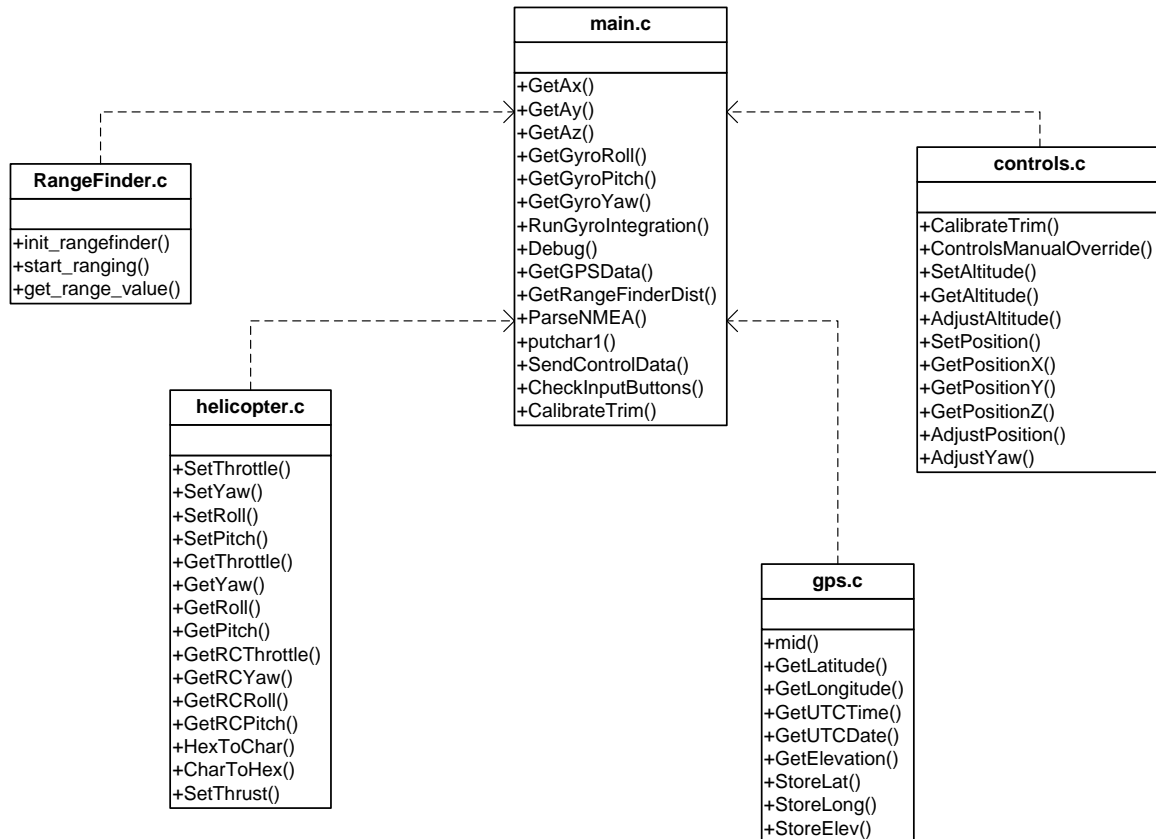 main.c
+GetAx()
+GetAy()
+GetAz()
+GetGyroRoll()
+GetGyroPitch()
+GetGyroYaw()
+RunGyroIntegration()
+Debug()
+GetGPSData()
+GetRangeFinderDist()
+ParseNMEA()
+putchar1()
+SendControlData()
+CheckInputButtons()
+CalibrateTrim()
RangeFinder.c
+init_rangefinder()
+start_ranging()
+get_range_value()
controls.c
+CalibrateTrim()
+ControlsManualOverride()
+SetAltitude()
+GetAltitude()
+AdjustAltitude()
+SetPosition()
+GetPositionX()
+GetPositionY()
+GetPositionZ()
+AdjustPosition()
+AdjustYaw()
helicopter.c
+SetThrottle()
+SetYaw()
+SetRoll()
+SetPitch()
+GetThrottle()
+GetYaw()
+GetRoll()
+GetPitch()
+GetRCThrottle()
+GetRCYaw()
+GetRCRoll()
+GetRCPitch()
+HexToChar()
+CharToHex()
+SetThrust()
gps.c
+mid()
+GetLatitude()
+GetLongitude()
+GetUTCTime()
+GetUTCDate()
+GetElevation()
+StoreLat()
+StoreLong()
+StoreElev()